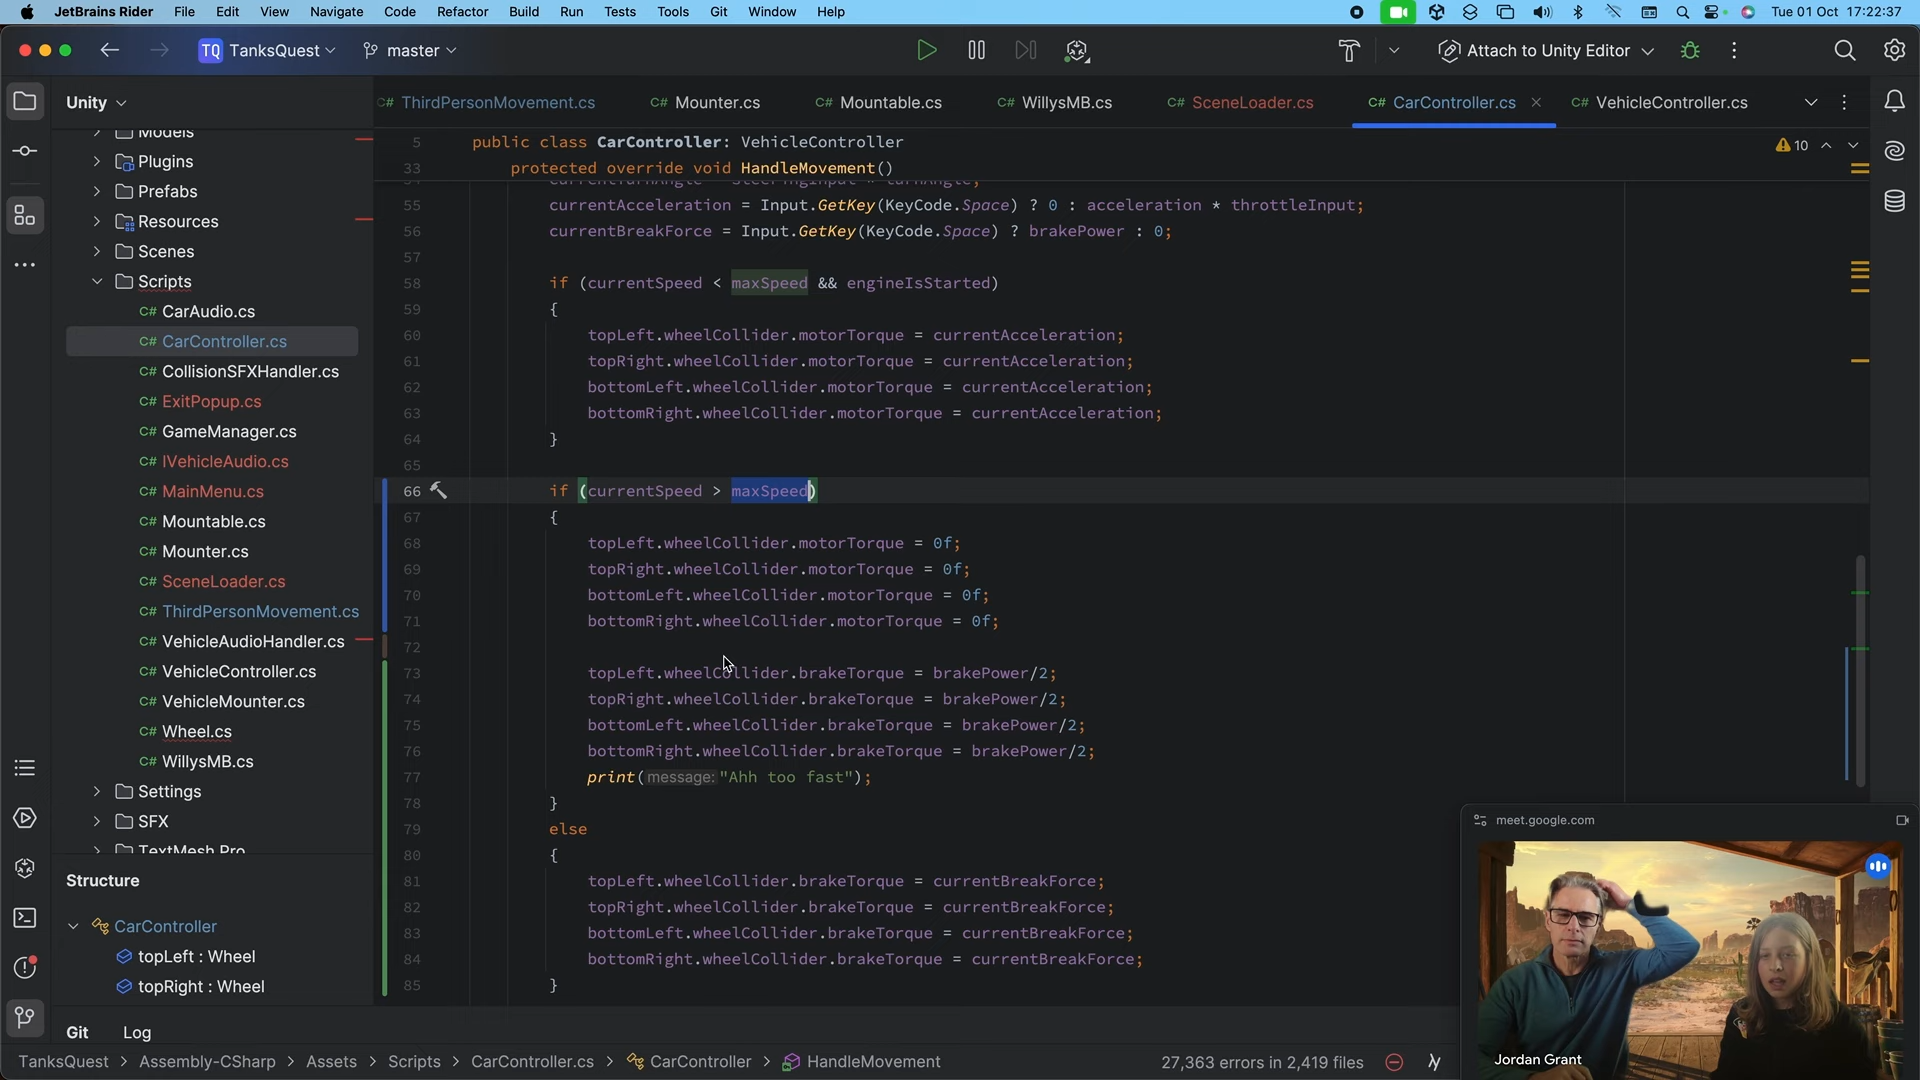 JetBrains Rider File Edit View Navigate Code Refactor Build Run Tests Tools Git Window Help Tue 01 Oct 17:22:37
TQ TanksQuest master Attach to Unity Editor
Unity
C# ThirdPersonMovement.cs C# Mounter.cs C# Mountable.cs C# WillysMB.cs C# SceneLoader.cs C# CarController.cs C# VehicleController.cs
Models
Plugins
Prefabs
Resources
Scenes
Scripts
C# CarAudio.cs
C# CarController.cs
C# CollisionSFXHandler.cs
C# ExitPopup.cs
C# GameManager.cs
C# IVehicleAudio.cs
C# MainMenu.cs
C# Mountable.cs
C# Mounter.cs
C# SceneLoader.cs
C# ThirdPersonMovement.cs
C# VehicleAudioHandler.cs
C# VehicleController.cs
C# VehicleMounter.cs
C# Wheel.cs
C# WillysMB.cs
Settings
SFX
TextMesh Pro
Structure
CarController
topLeft : Wheel
topRight : Wheel
5 public class CarController: VehicleController
10
33 protected override void HandleMovement()
currentTurnAngle = steeringInput * turnAngle;
55 currentAcceleration = Input.GetKey(KeyCode.Space) ? 0 : acceleration * throttleInput;
56 currentBreakForce = Input.GetKey(KeyCode.Space) ? brakePower : 0;
57
58 if (currentSpeed < maxSpeed && engineIsStarted)
59 {
60 topLeft.wheelCollider.motorTorque = currentAcceleration;
61 topRight.wheelCollider.motorTorque = currentAcceleration;
62 bottomLeft.wheelCollider.motorTorque = currentAcceleration;
63 bottomRight.wheelCollider.motorTorque = currentAcceleration;
64 }
65
66 if (currentSpeed > maxSpeed)
67 {
68 topLeft.wheelCollider.motorTorque = 0f;
69 topRight.wheelCollider.motorTorque = 0f;
70 bottomLeft.wheelCollider.motorTorque = 0f;
71 bottomRight.wheelCollider.motorTorque = 0f;
72
73 topLeft.wheelCollider.brakeTorque = brakePower/2;
74 topRight.wheelCollider.brakeTorque = brakePower/2;
75 bottomLeft.wheelCollider.brakeTorque = brakePower/2;
76 bottomRight.wheelCollider.brakeTorque = brakePower/2;
77 print(message: "Ahh too fast");
78 }
79 else
80 {
81 topLeft.wheelCollider.brakeTorque = currentBreakForce;
82 topRight.wheelCollider.brakeTorque = currentBreakForce;
83 bottomLeft.wheelCollider.brakeTorque = currentBreakForce;
84 bottomRight.wheelCollider.brakeTorque = currentBreakForce;
85 }
meet.google.com
Jordan Grant
Git Log
TanksQuest > Assembly-CSharp > Assets > Scripts > CarController.cs > CarController > HandleMovement 27,363 errors in 2,419 files